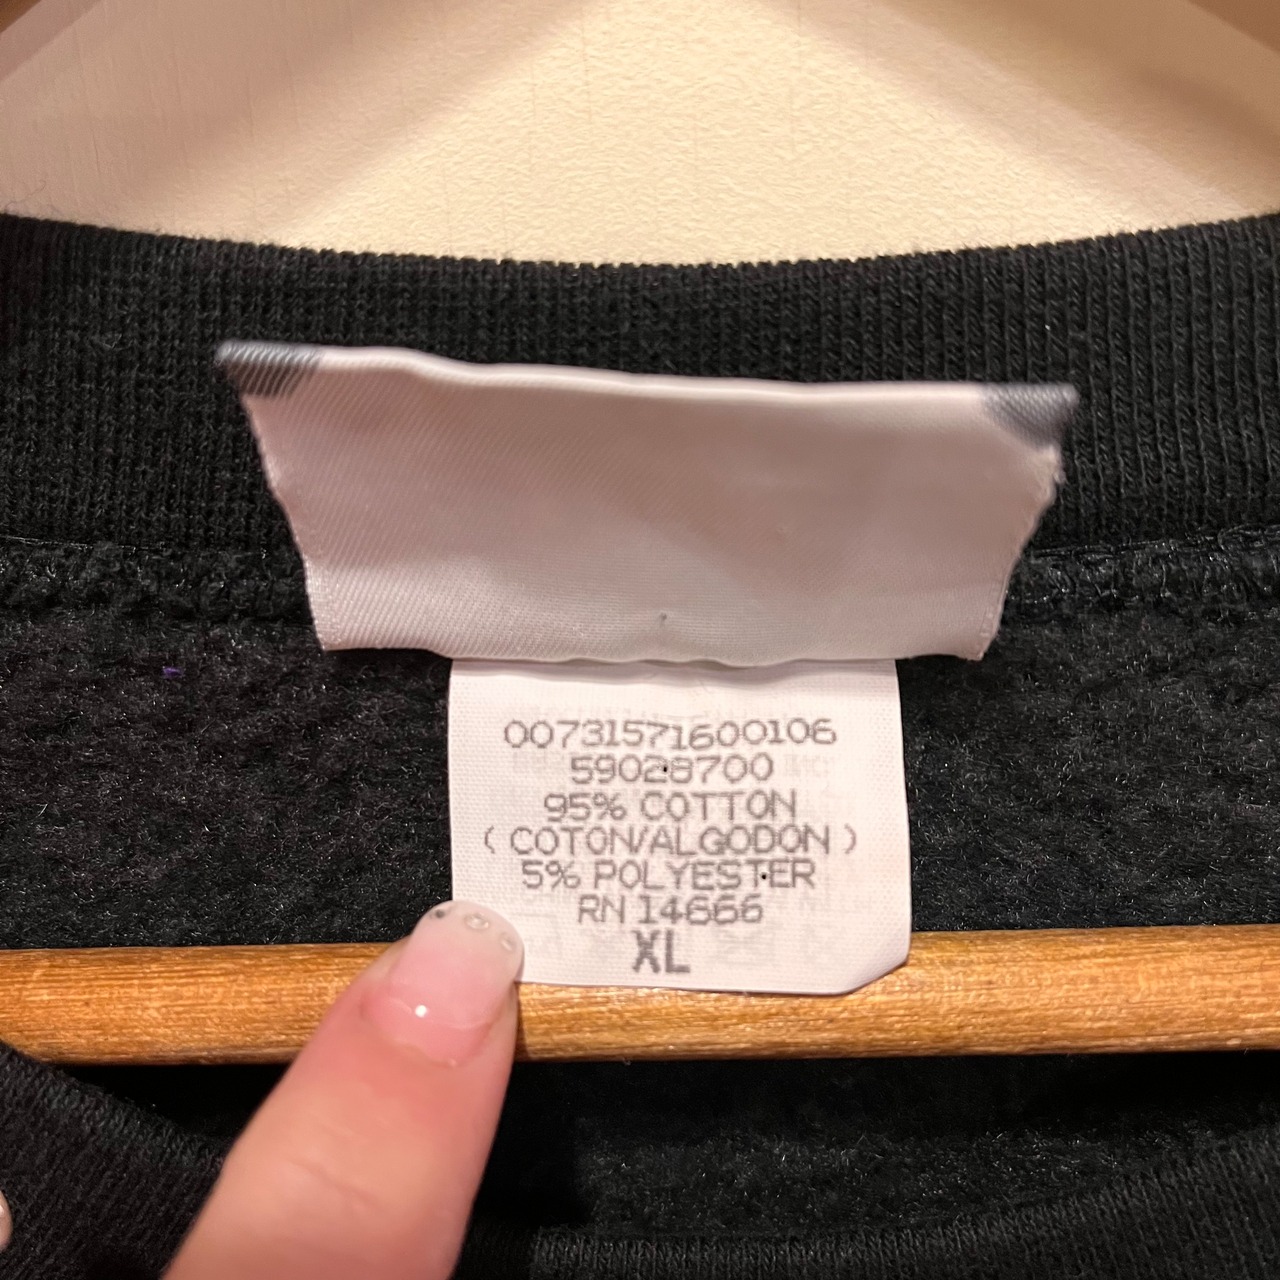 00731571600106
59028700
95% COTTON
( COTON/ALGODON )
5% POLYESTER
RN 14666
XL